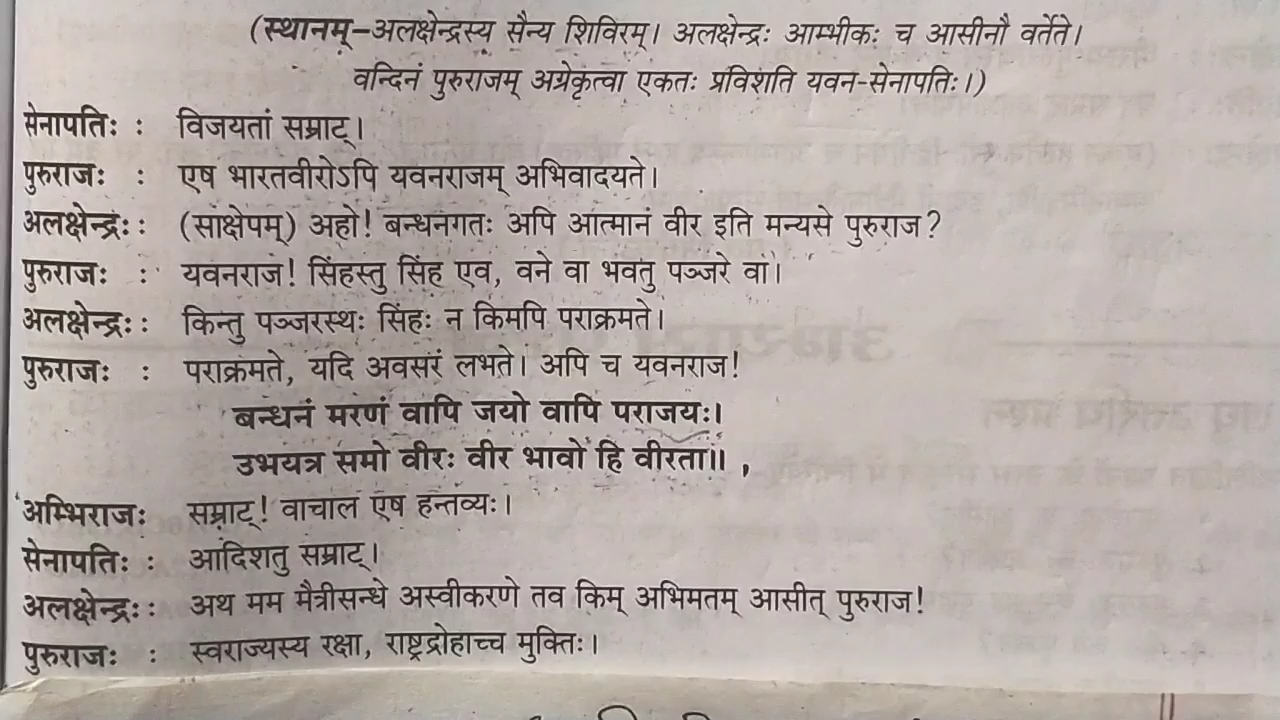 (स्थानम्–अलक्षेन्द्रस्य सैन्य शिविरम्। अलक्षेन्द्रः आम्भीकः च आसीनौ वर्तेते।
वन्दिनं पुरुराजम् अग्रेकृत्वा एकतः प्रविशति यवन-सेनापतिः।)
सेनापतिः : विजयतां सम्राट्।
पुरुराजः : एष भारतवीरोऽपि यवनराजम् अभिवादयते।
अलक्षेन्द्रः : (साक्षेपम्) अहो! बन्धनगतः अपि आत्मानं वीर इति मन्यसे पुरुराज?
पुरुराजः : यवनराज! सिंहस्तु सिंह एव, वने वा भवतु पञ्जरे वा।
अलक्षेन्द्रः : किन्तु पञ्जरस्थः सिंहः न किमपि पराक्रमते।
पुरुराजः : पराक्रमते, यदि अवसरं लभते। अपि च यवनराज!
बन्धनं मरणं वापि जयो वापि पराजयः।
उभयत्र समो वीरः वीर भावो हि वीरता॥ ,
अम्भिराजः सम्राट्! वाचाल एष हन्तव्यः।
सेनापतिः : आदिशतु सम्राट्।
अलक्षेन्द्रः : अथ मम मैत्रीसन्धे अस्वीकरणे तव किम् अभिमतम् आसीत् पुरुराज!
पुरुराजः : स्वराज्यस्य रक्षा, राष्ट्रद्रोहाच्च मुक्तिः।